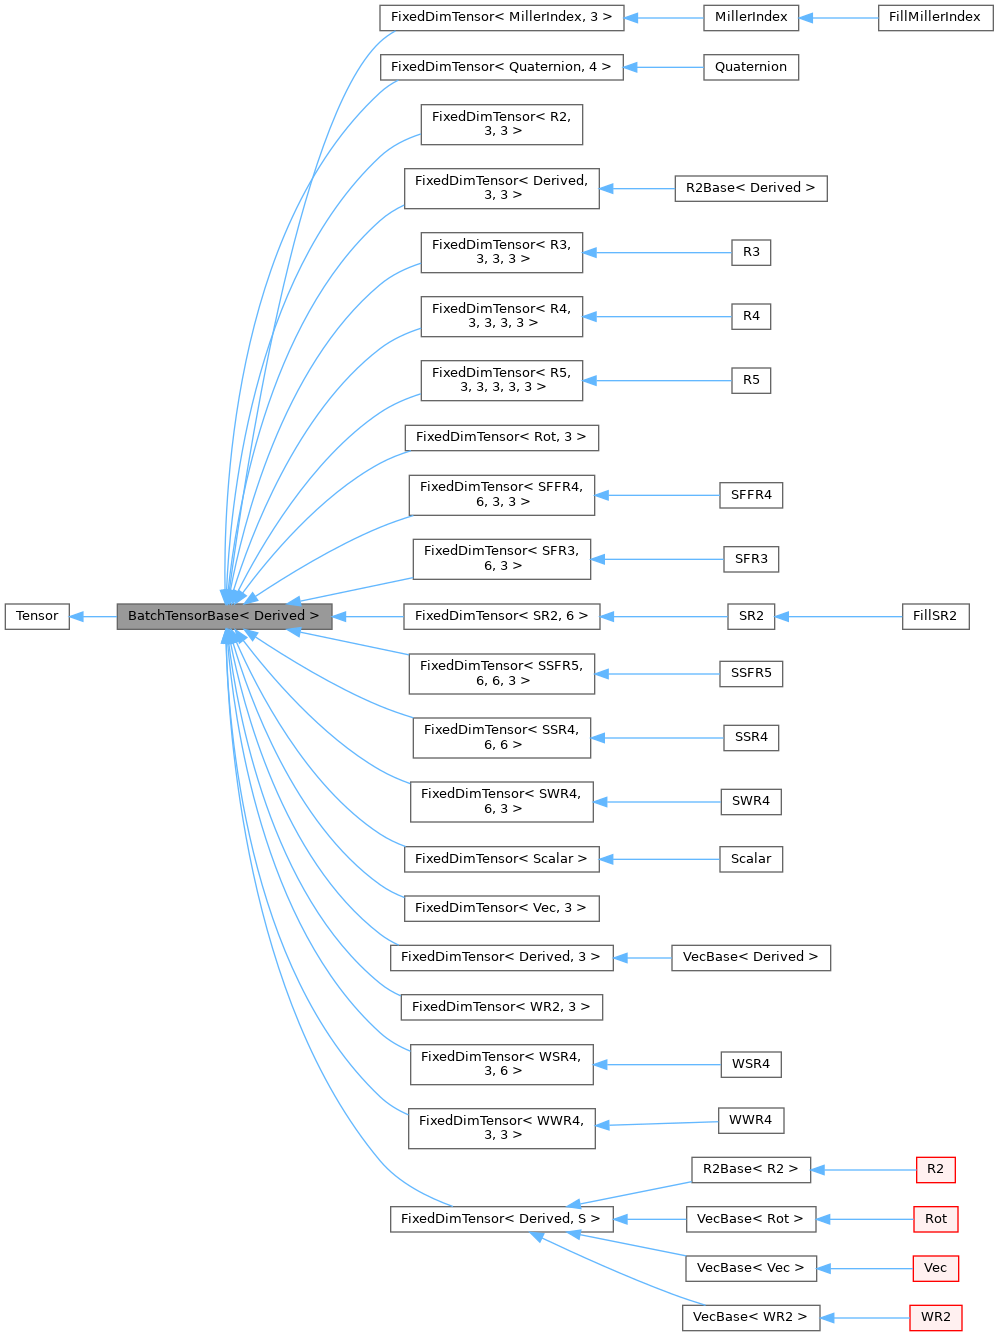 FixedDimTensor< MillerIndex, 3 >
MillerIndex
FillMillerIndex
FixedDimTensor< Quaternion, 4 >
Quaternion
FixedDimTensor< R2,
3, 3 >
FixedDimTensor< Derived,
3, 3 >
R2Base< Derived >
FixedDimTensor< R3,
3, 3, 3 >
R3
FixedDimTensor< R4,
3, 3, 3, 3 >
R4
FixedDimTensor< R5,
3, 3, 3, 3, 3 >
R5
FixedDimTensor< Rot, 3 >
FixedDimTensor< SFFR4,
6, 3, 3 >
SFFR4
FixedDimTensor< SFR3,
6, 3 >
SFR3
Tensor
BatchTensorBase< Derived >
FixedDimTensor< SR2, 6 >
SR2
FillSR2
FixedDimTensor< SSFR5,
6, 6, 3 >
SSFR5
FixedDimTensor< SSR4,
6, 6 >
SSR4
FixedDimTensor< SWR4,
6, 3 >
SWR4
FixedDimTensor< Scalar >
Scalar
FixedDimTensor< Vec, 3 >
FixedDimTensor< Derived, 3 >
VecBase< Derived >
FixedDimTensor< WR2, 3 >
FixedDimTensor< WSR4,
3, 6 >
WSR4
FixedDimTensor< WWR4,
3, 3 >
WWR4
R2Base< R2 >
R2
FixedDimTensor< Derived, S >
VecBase< Rot >
Rot
VecBase< Vec >
Vec
VecBase< WR2 >
WR2